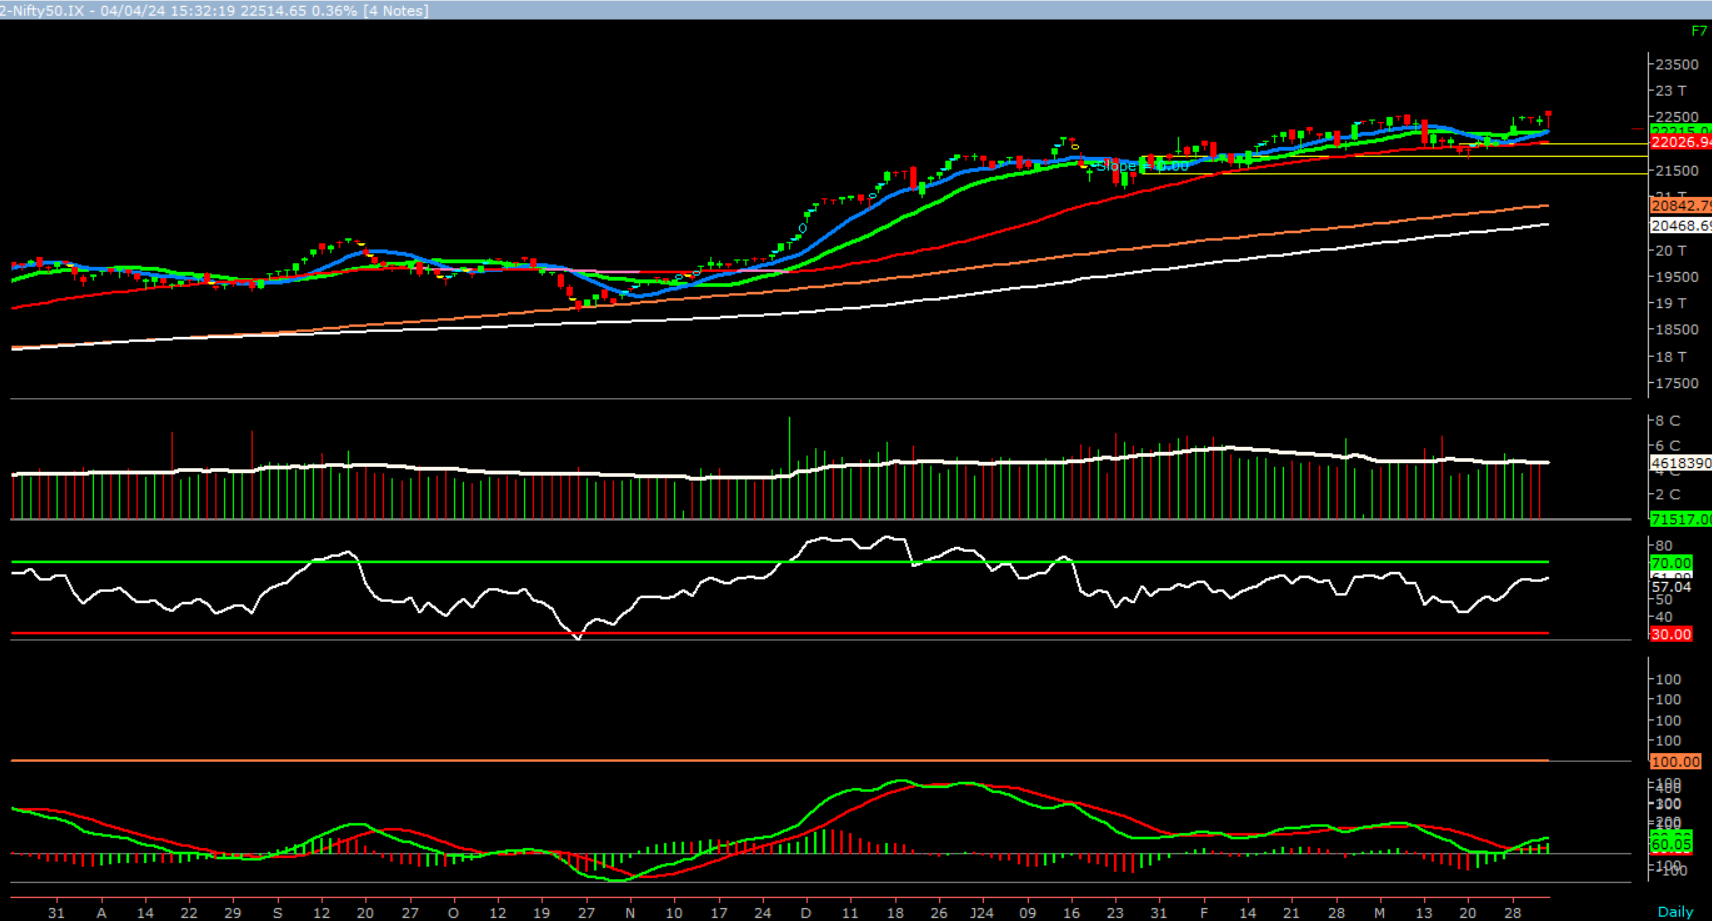 2-Nifty50.IX - 04/04/24 15:32:19 22514.65 0.36% [4 Notes]
F7
23500
23 T
22500
22026.94
21500
21 T
20842.79
20468.69
20 T
19500
19 T
18500
18 T
17500
Slope
8 C
6 C
4618390
4 C
2 C
71517.00
80
70.00
57.04
50
40
30.00
100
100
100
100
100.00
400
300
200
60.05
-100
31 A 14 22 29 S 12 20 27 O 12 19 27 N 10 17 24 D 11 18 26 J24 09 16 23 31 F 14 21 28 M 13 20 28
Daily